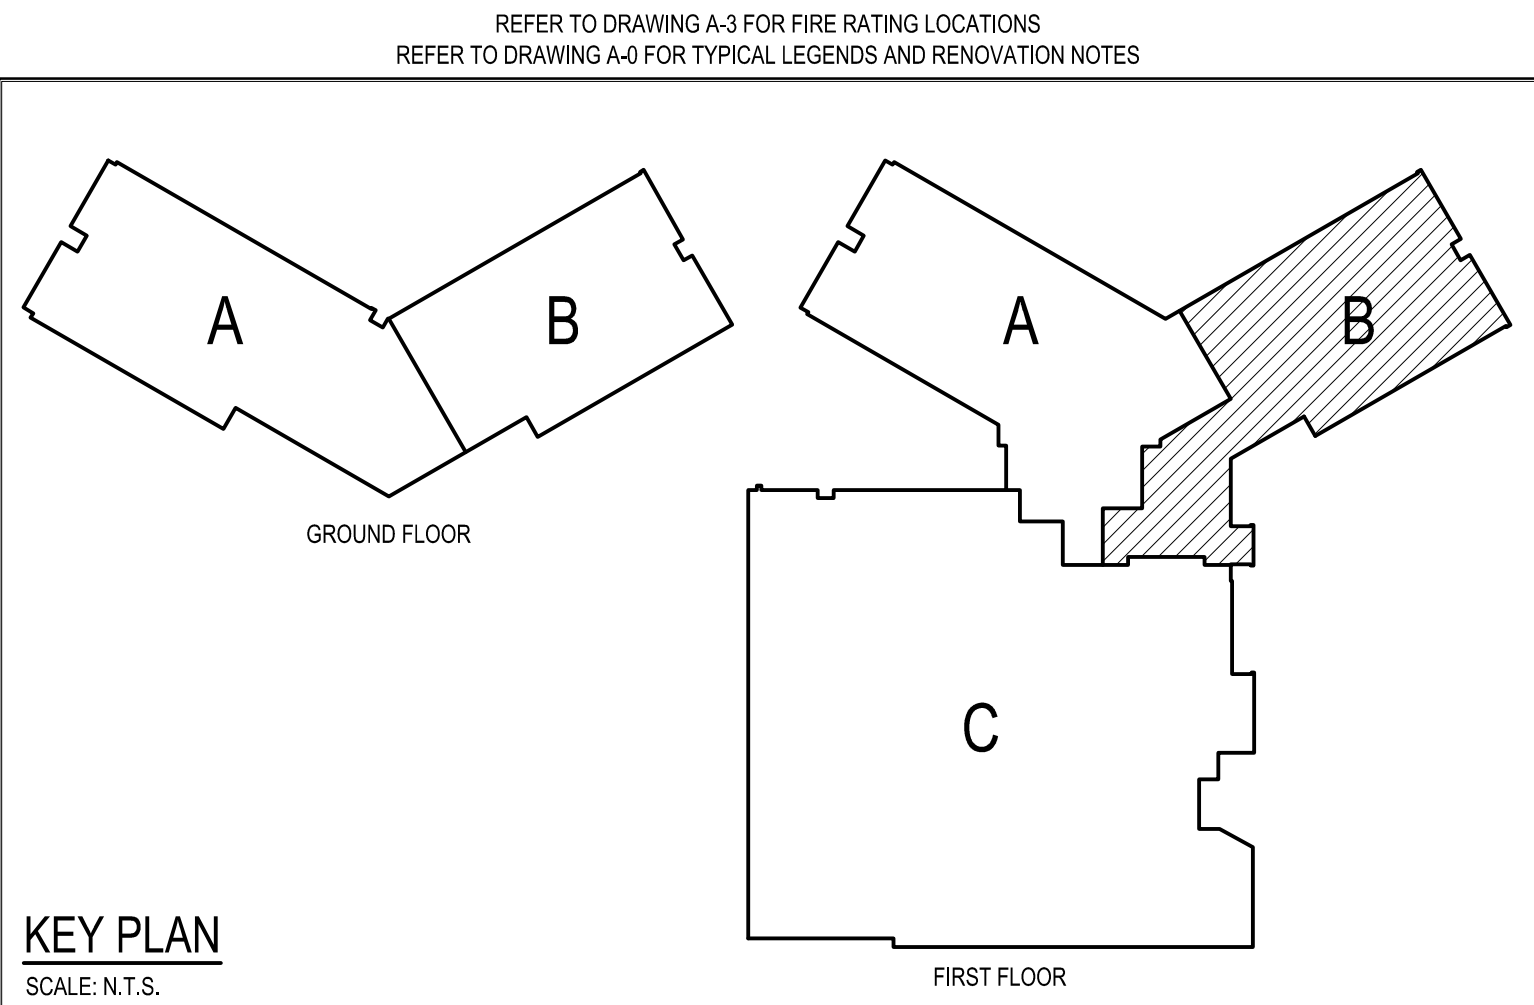 REFER TO DRAWING A-3 FOR FIRE RATING LOCATIONS
REFER TO DRAWING A-0 FOR TYPICAL LEGENDS AND RENOVATION NOTES
A
B
GROUND FLOOR
A
B
C
FIRST FLOOR
KEY PLAN
SCALE: N.T.S.